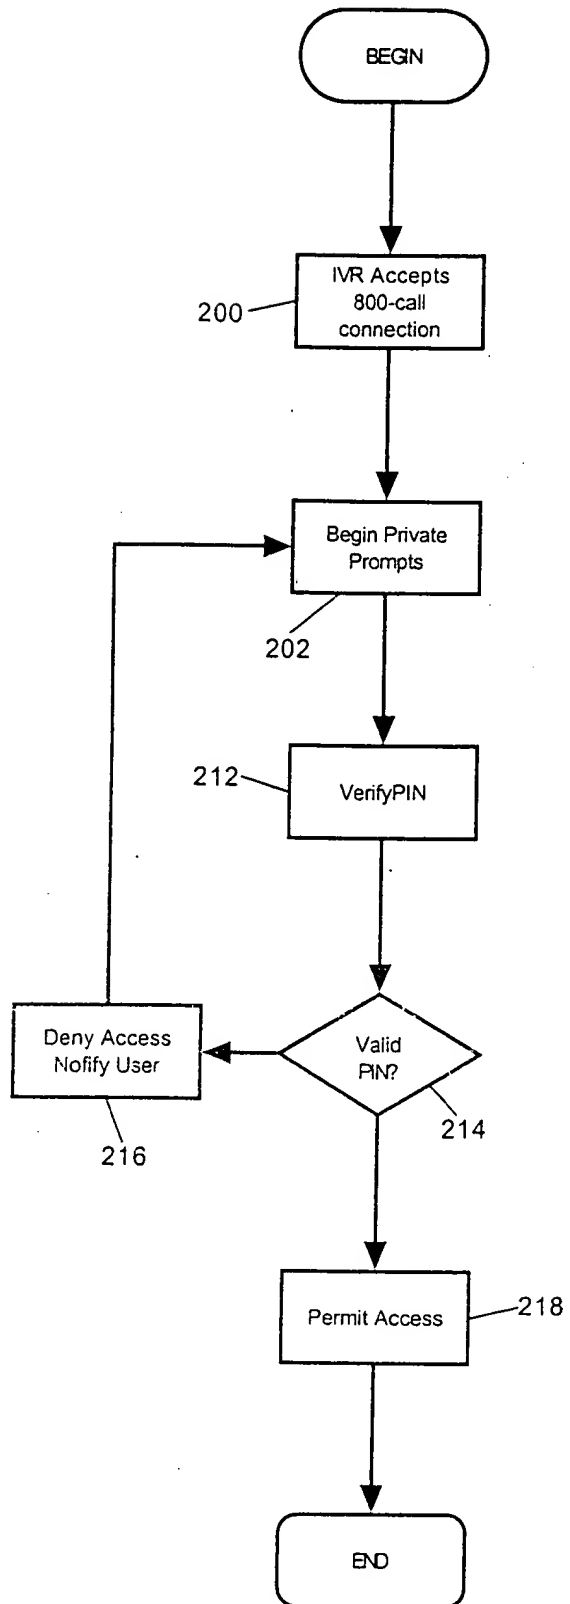 BEGIN
IVR Accepts
800-call
connection
200
Begin Private
Prompts
202
212
VerifyPIN
Deny Access
Nofify User
216
Valid
PIN?
214
Permit Access
218
END